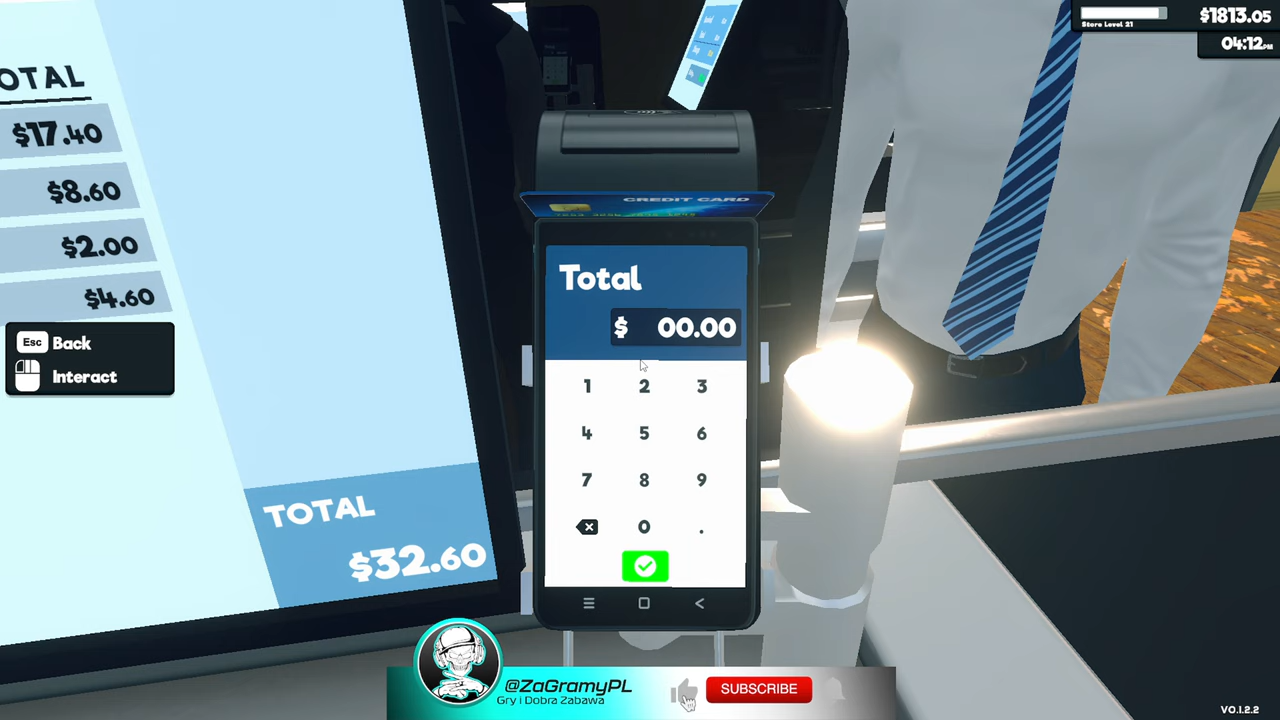 OTAL
$17.40
$8.60
$2.00
$4.60
Esc Back
Interact
TOTAL
$32.60
CREDIT CARD
Total
$ 00.00
1 2 3
4 5 6
7 8 9
0 .
Store Level 21
$1813.05
04:12PM
@ZaGramyPL
Gry i Dobra Zabawa
SUBSCRIBE
V0.1.2.2